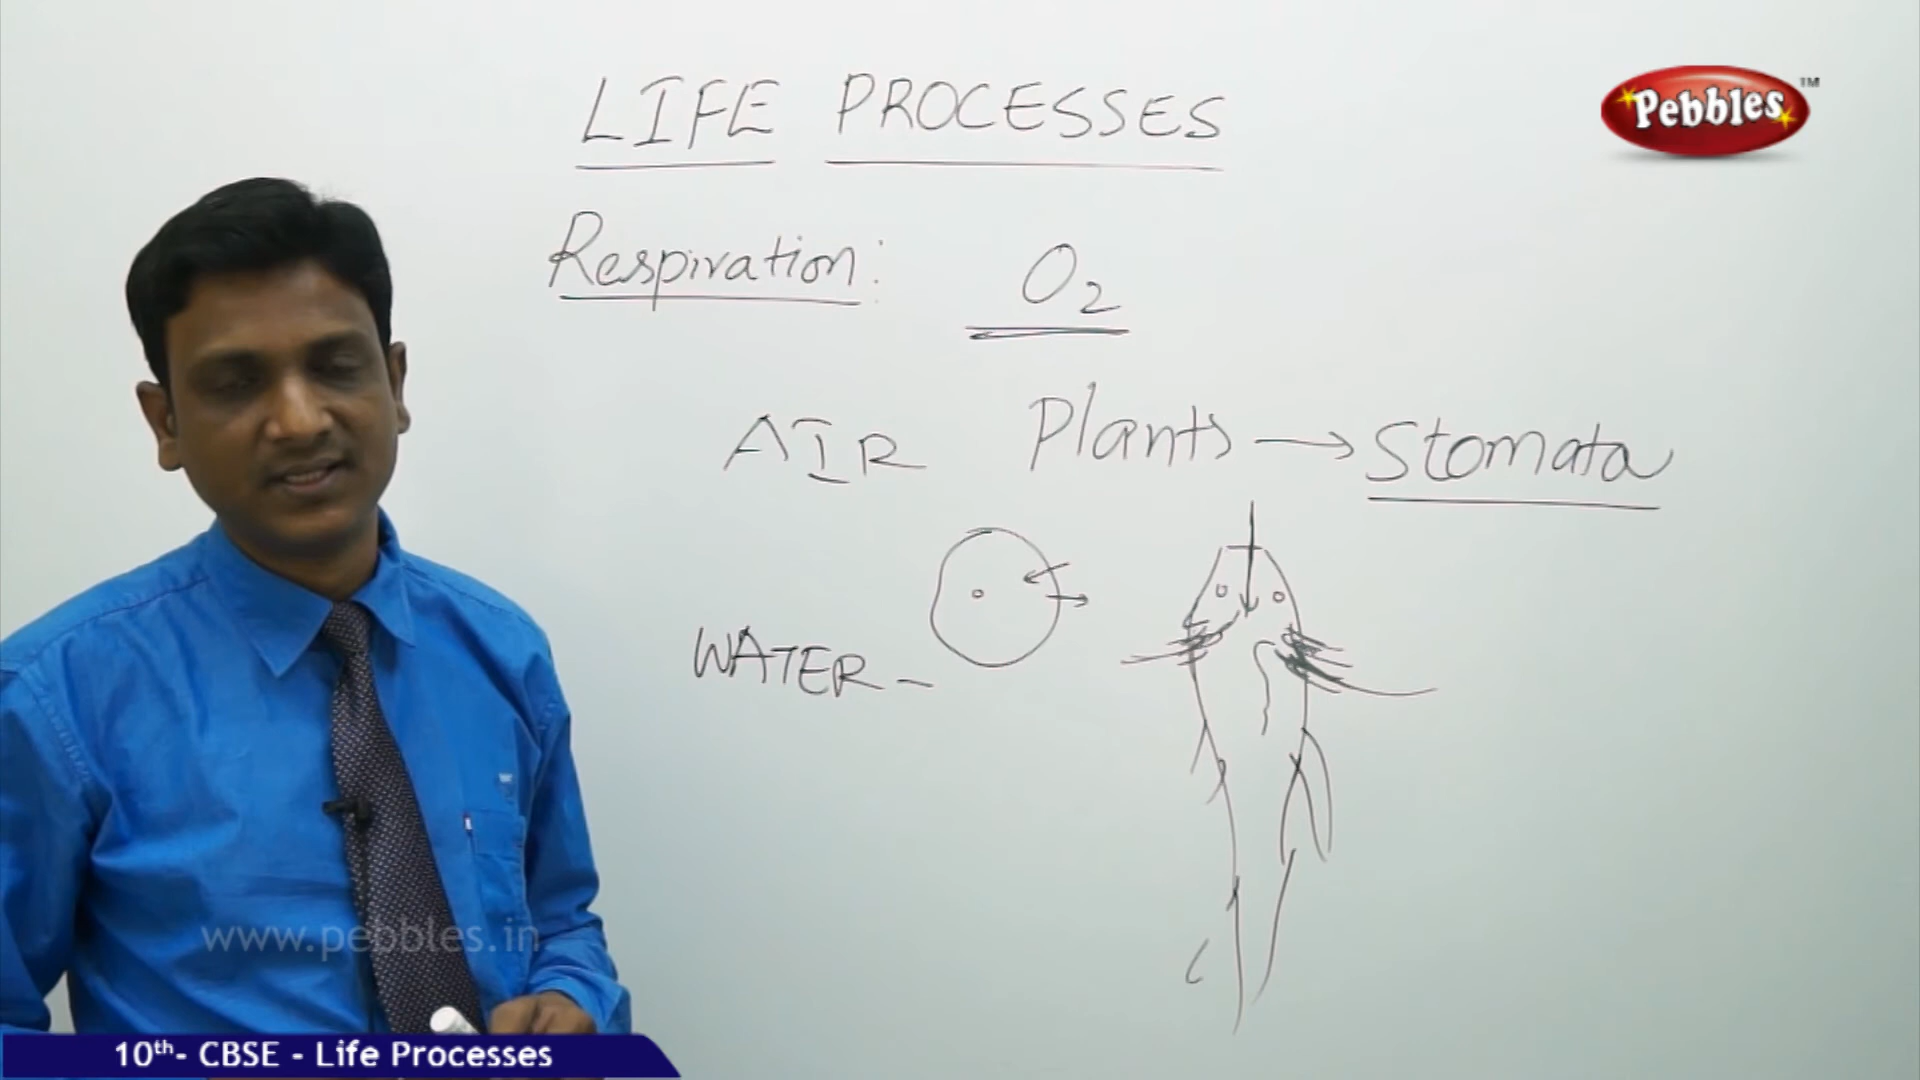 LIFE PROCESSES
Pebbles™
Respiration: O₂
AIR Plants → Stomata
WATER –
www.pebbles.in
10th- CBSE - Life Processes